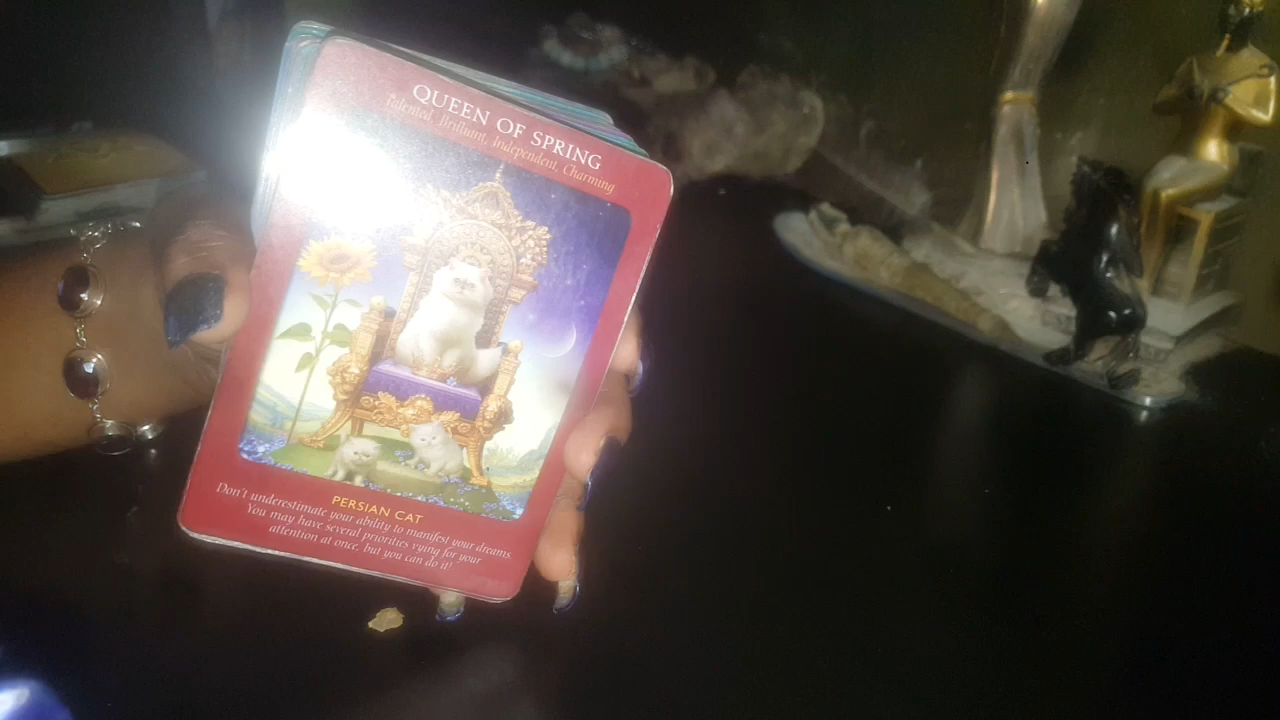 QUEEN OF SPRING
Talented, Brilliant, Independent, Charming
PERSIAN CAT
Don't underestimate your ability to manifest your dreams.
You may have several priorities vying for your
attention at once, but you can do it!